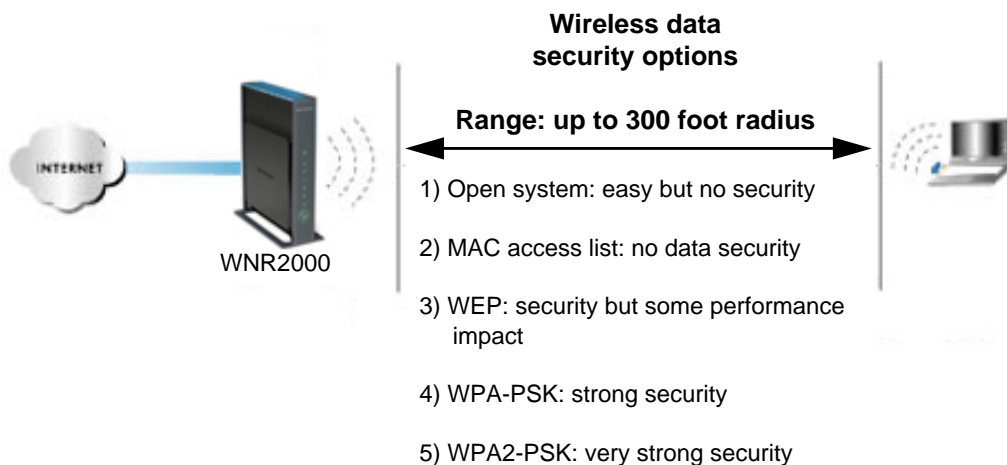 Wireless data
security options
Range: up to 300 foot radius
INTERNET
WNR2000
1) Open system: easy but no security
2) MAC access list: no data security
3) WEP: security but some performance
impact
4) WPA-PSK: strong security
5) WPA2-PSK: very strong security